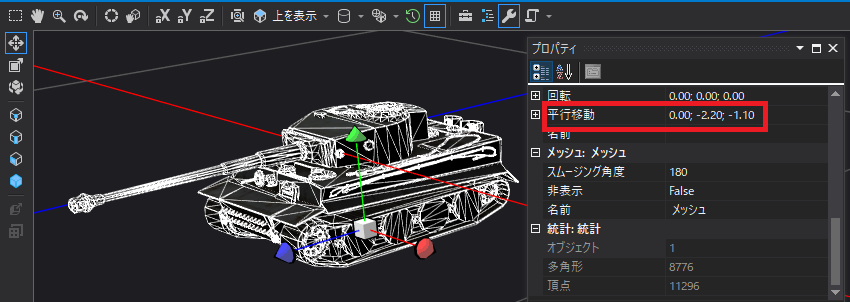 X Y Z 上を表示
プロパティ
回転 0.00; 0.00; 0.00
平行移動 0.00; -2.20; -1.10
名前
メッシュ: メッシュ
スムージング角度 180
非表示 False
名前 メッシュ
統計: 統計
オブジェクト 1
多角形 8776
頂点 11296